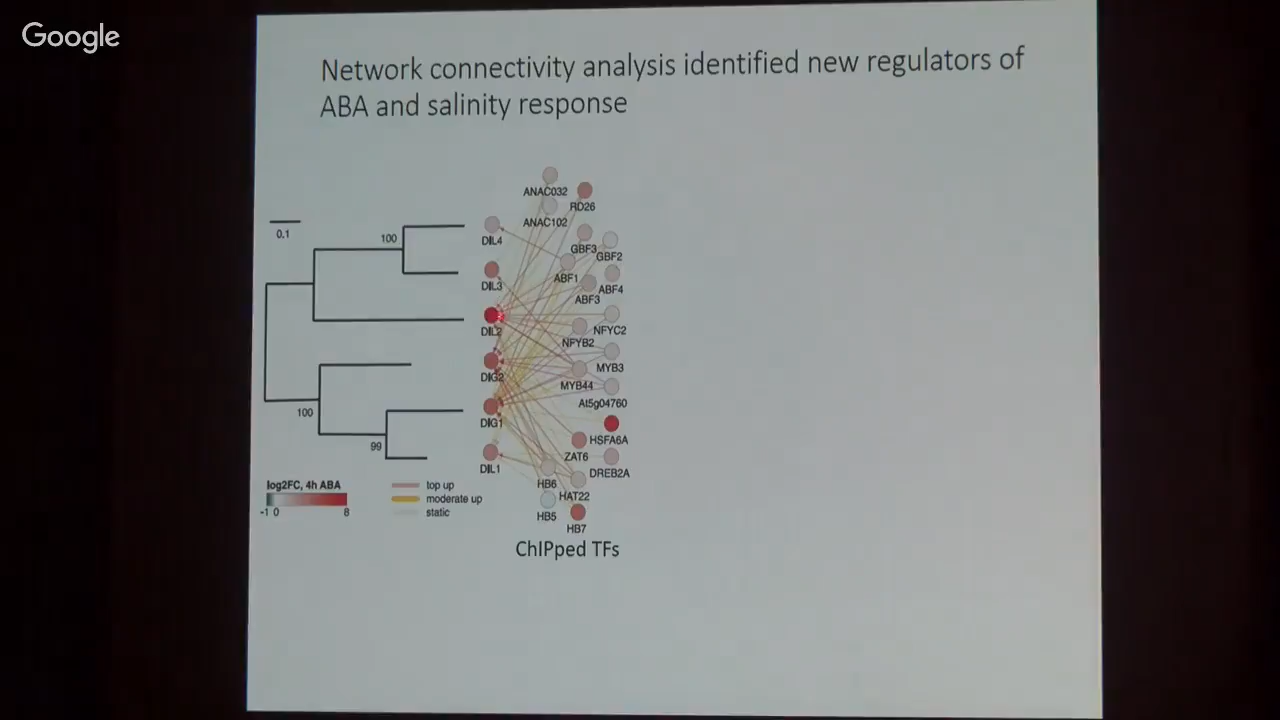 Google
Network connectivity analysis identified new regulators of
ABA and salinity response
ANAC032
RD26
ANAC102
0.1
100
DIL4
GBF3
GBF2
DIL3
ABF1
ABF4
ABF3
DIL2
NFYC2
NFYB2
DIG2
MYB3
MYB44
At5g04760
100
DIG1
99
HSFA6A
ZAT6
DIL1
DREB2A
HB6
HAT22
HB5
HB7
log2FC, 4h ABA
-1 0 8
top up
moderate up
static
ChIPped TFs